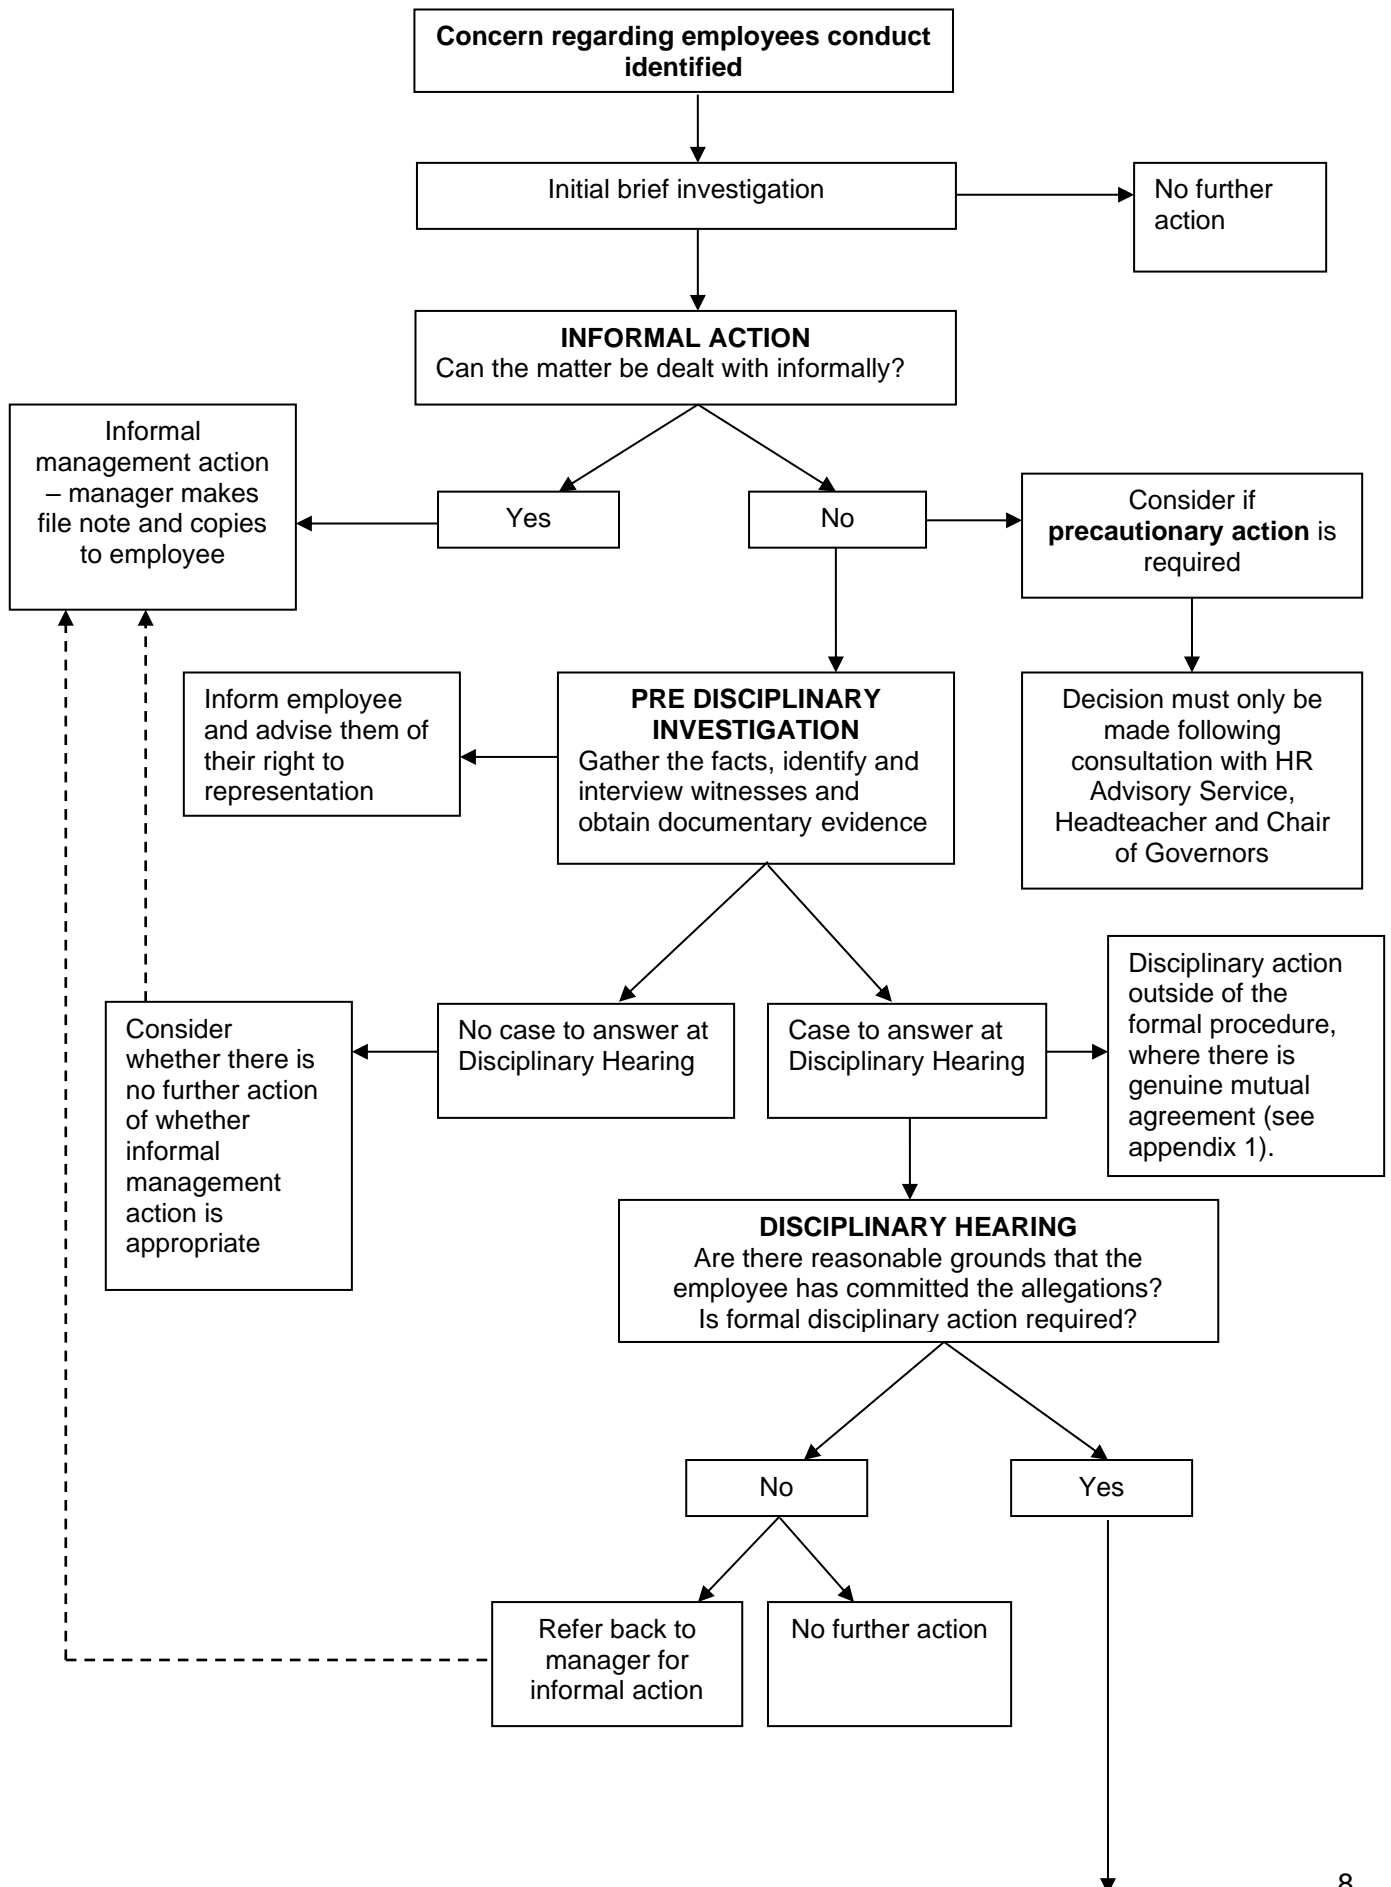 Concern regarding employees conduct
identified
Initial brief investigation
No further
action
INFORMAL ACTION
Can the matter be dealt with informally?
Informal
management action
– manager makes
file note and copies
to employee
Yes
No
Consider if
precautionary action is
required
Inform employee
and advise them of
their right to
representation
PRE DISCIPLINARY
INVESTIGATION
Gather the facts, identify and
interview witnesses and
obtain documentary evidence
Decision must only be
made following
consultation with HR
Advisory Service,
Headteacher and Chair
of Governors
Consider
whether there is
no further action
of whether
informal
management
action is
appropriate
No case to answer at
Disciplinary Hearing
Case to answer at
Disciplinary Hearing
Disciplinary action
outside of the
formal procedure,
where there is
genuine mutual
agreement (see
appendix 1).
DISCIPLINARY HEARING
Are there reasonable grounds that the
employee has committed the allegations?
Is formal disciplinary action required?
No
Yes
Refer back to
manager for
informal action
No further action
8